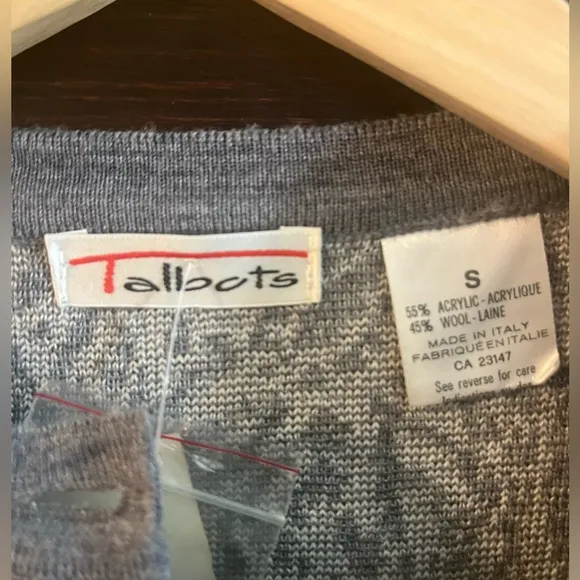 Talbots
S
55% ACRYLIC-ACRYLIQUE
45% WOOL-LAINE
MADE IN ITALY
FABRIQUÉ EN ITALIE
CA 23147
See reverse for care